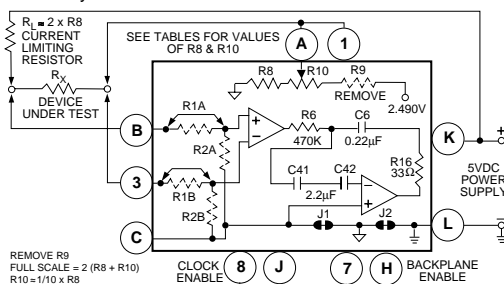 RL = 2 x R8
CURRENT
LIMITING
RESISTOR
SEE TABLES FOR VALUES
OF R8 & R10
A
1
RX
DEVICE
UNDER TEST
R8
R10
R9
REMOVE
2.490V
B
R1A
R2A
+
−
R6
470K
C6
0.22µF
K
+
5VDC
POWER
SUPPLY
R16
33Ω
3
R1B
R2B
C41
C42
2.2µF
−
+
C
J1
J2
L
−
REMOVE R9
FULL SCALE = 2 (R8 + R10)
R10 =1/10 x R8
CLOCK
ENABLE
8
J
7
H
BACKPLANE
ENABLE